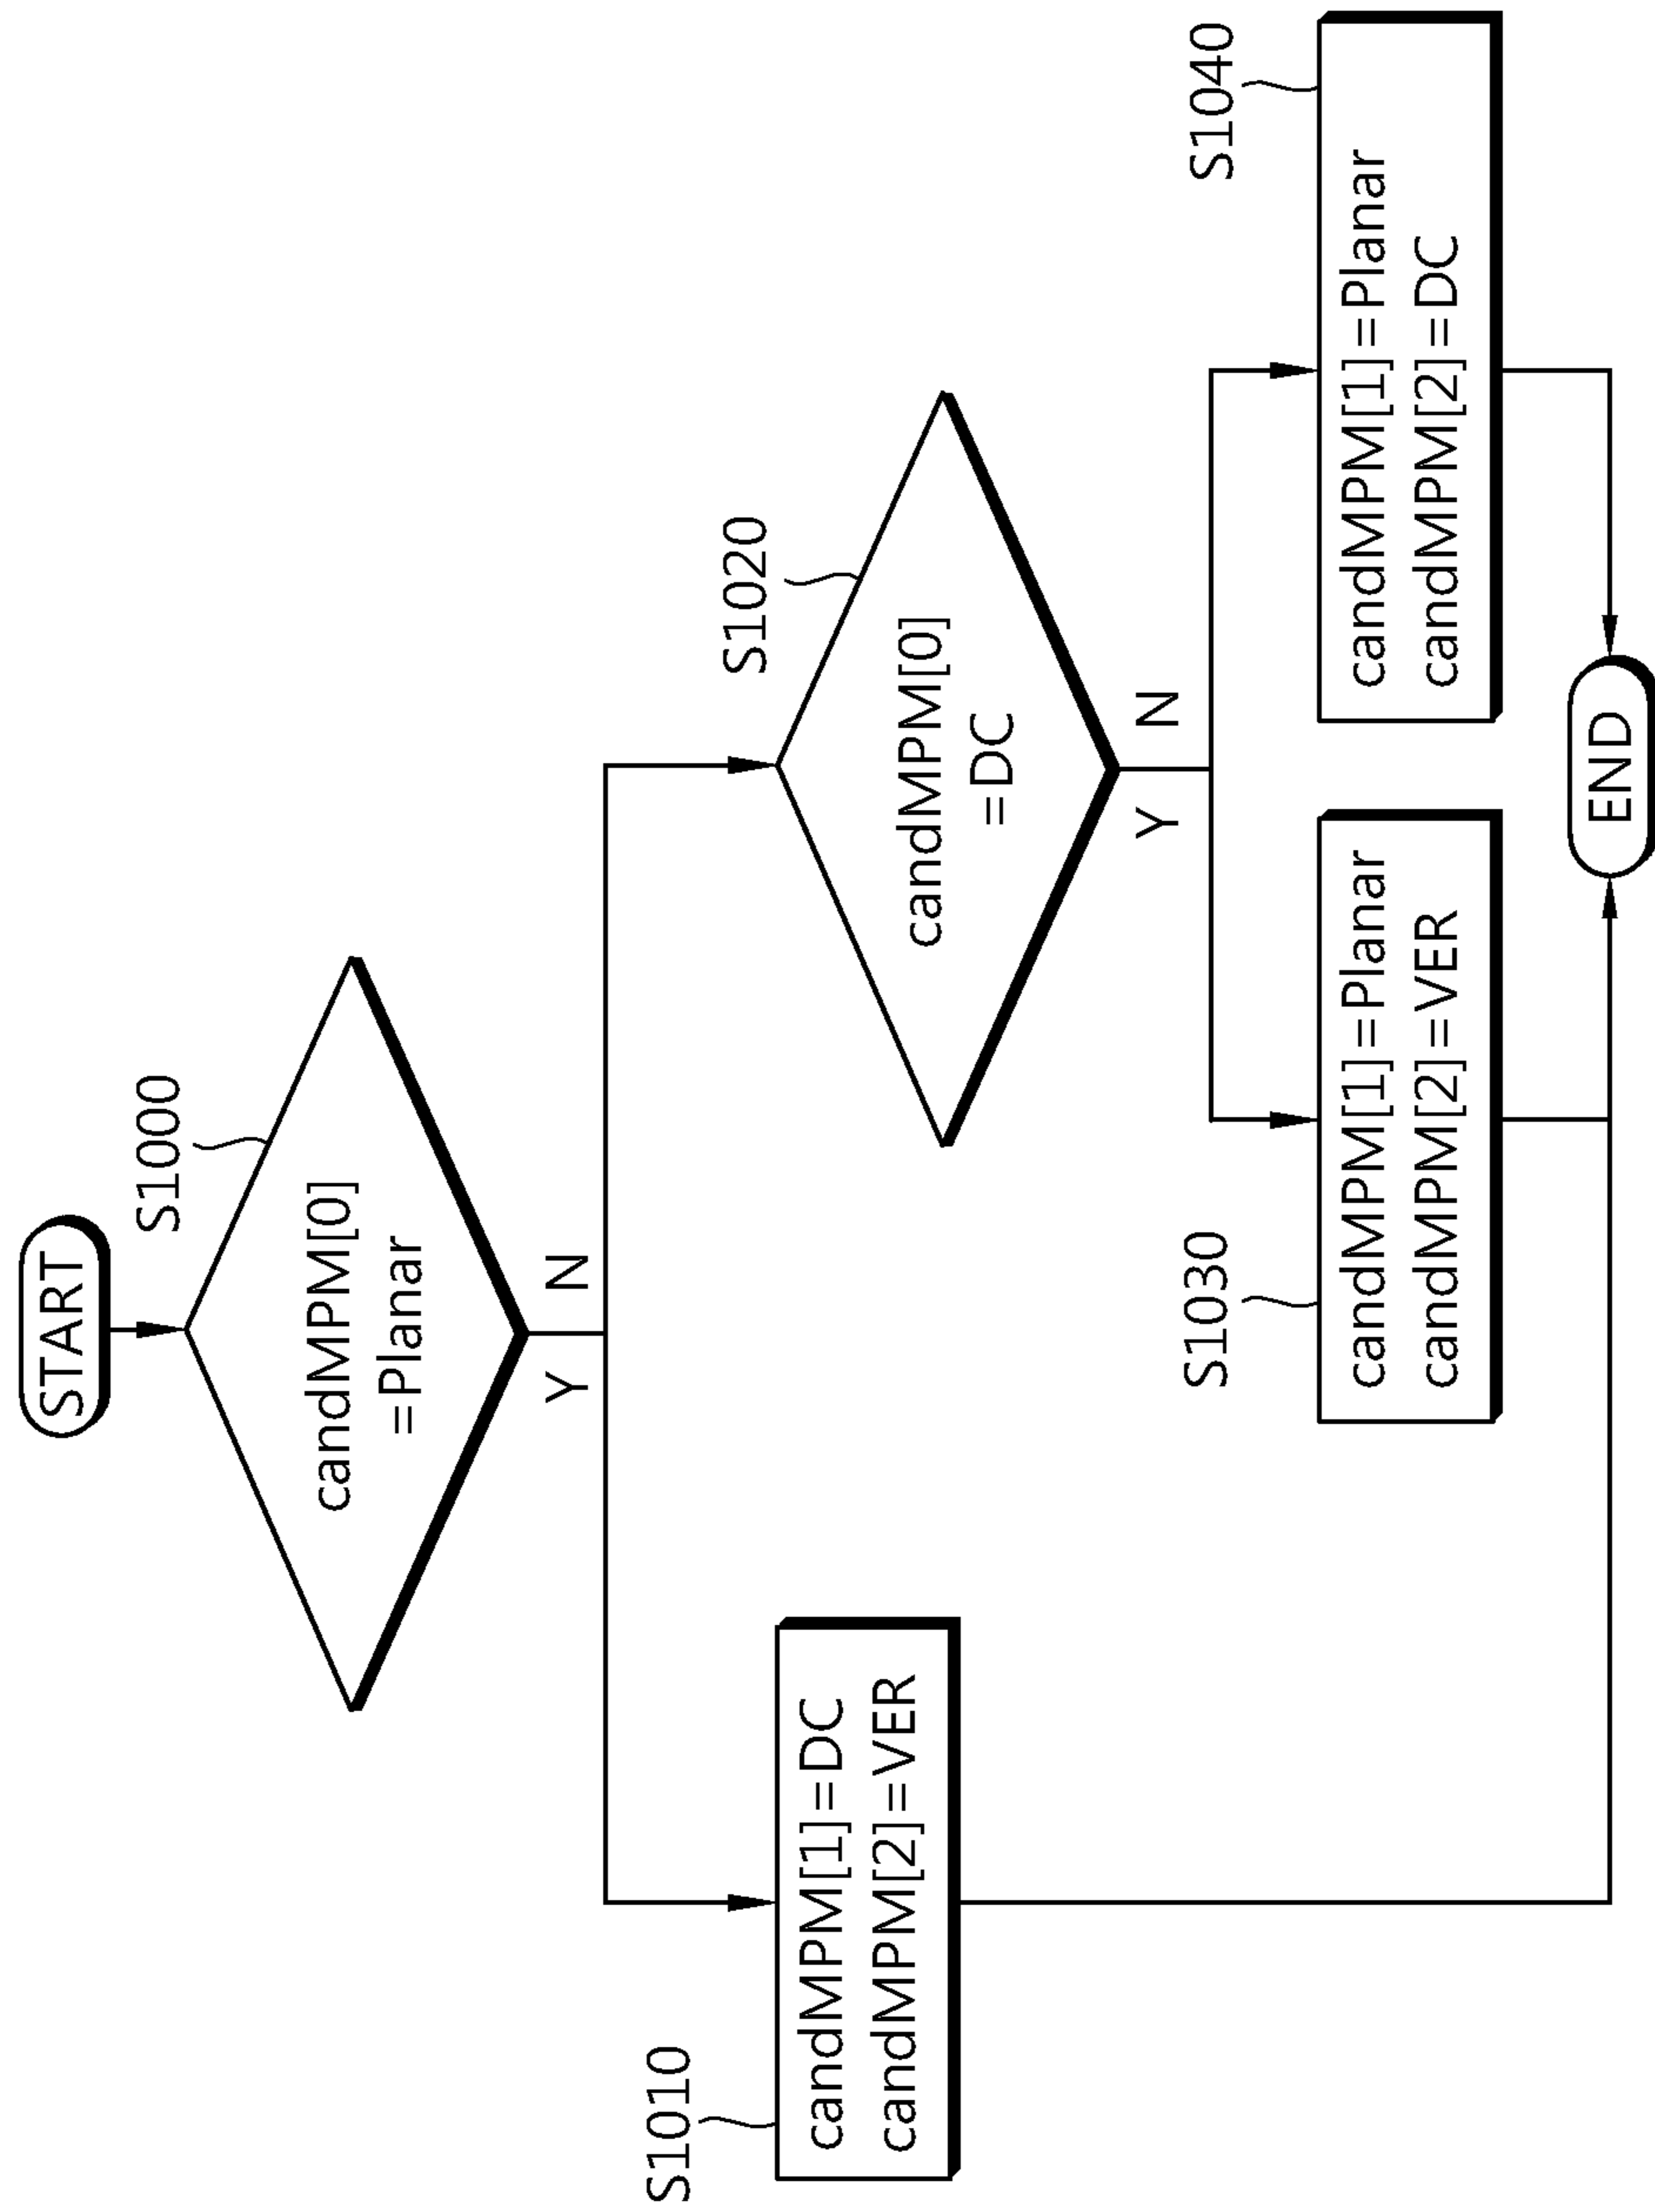 START
S1000
candMPM[0]
=Planar
Y
N
S1010
candMPM[1]=DC
candMPM[2]=VER
S1020
candMPM[0]
=DC
Y
N
S1030
candMPM[1]=Planar
candMPM[2]=VER
S1040
candMPM[1]=Planar
candMPM[2]=DC
END